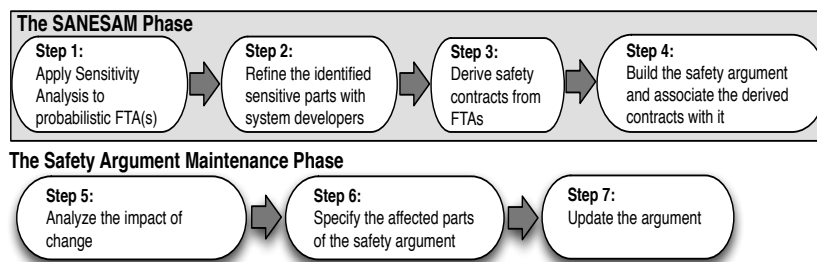 The SANESAM Phase
Step 1:
Apply Sensitivity
Analysis to
probabilistic FTA(s)
Step 2:
Refine the identified
sensitive parts with
system developers
Step 3:
Derive safety
contracts from
FTAs
Step 4:
Build the safety argument
and associate the derived
contracts with it
The Safety Argument Maintenance Phase
Step 5:
Analyze the impact of
change
Step 6:
Specify the affected parts
of the safety argument
Step 7:
Update the argument